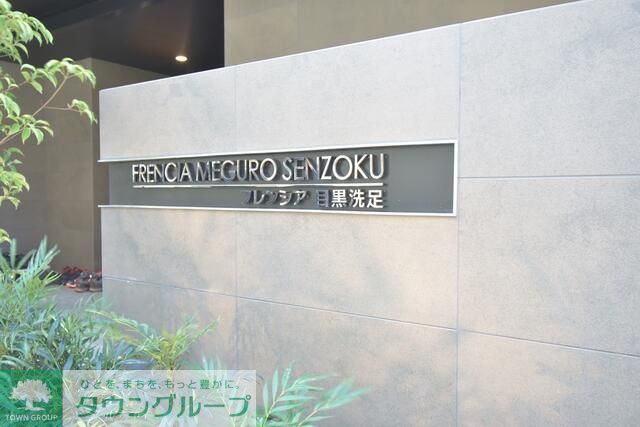 FRENCIA MEGURO SENZOKU
フレンシア 目黒洗足
ひとを、まちを、もっと豊かに。
タウングループ
TOWN GROUP